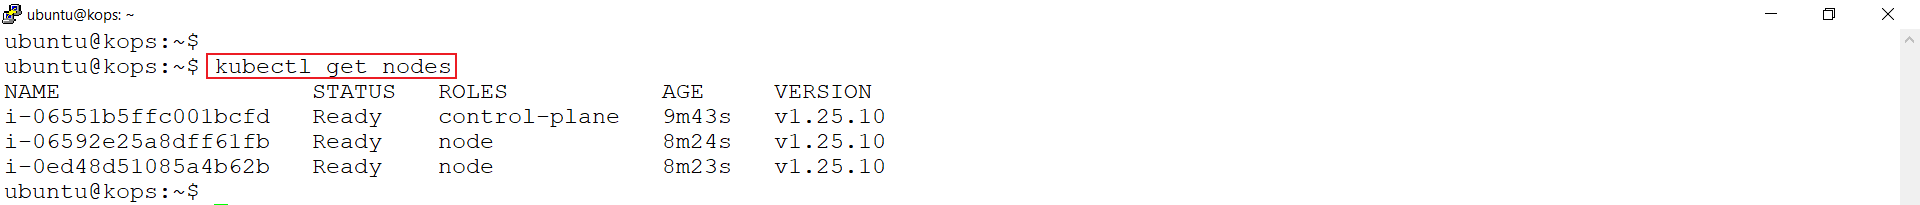 ubuntu@kops: ~
ubuntu@kops:~$
ubuntu@kops:~$ kubectl get nodes
NAME                  STATUS   ROLES           AGE     VERSION
i-06551b5ffc001bcfd   Ready    control-plane   9m43s   v1.25.10
i-06592e25a8dff61fb   Ready    node            8m24s   v1.25.10
i-0ed48d51085a4b62b   Ready    node            8m23s   v1.25.10
ubuntu@kops:~$